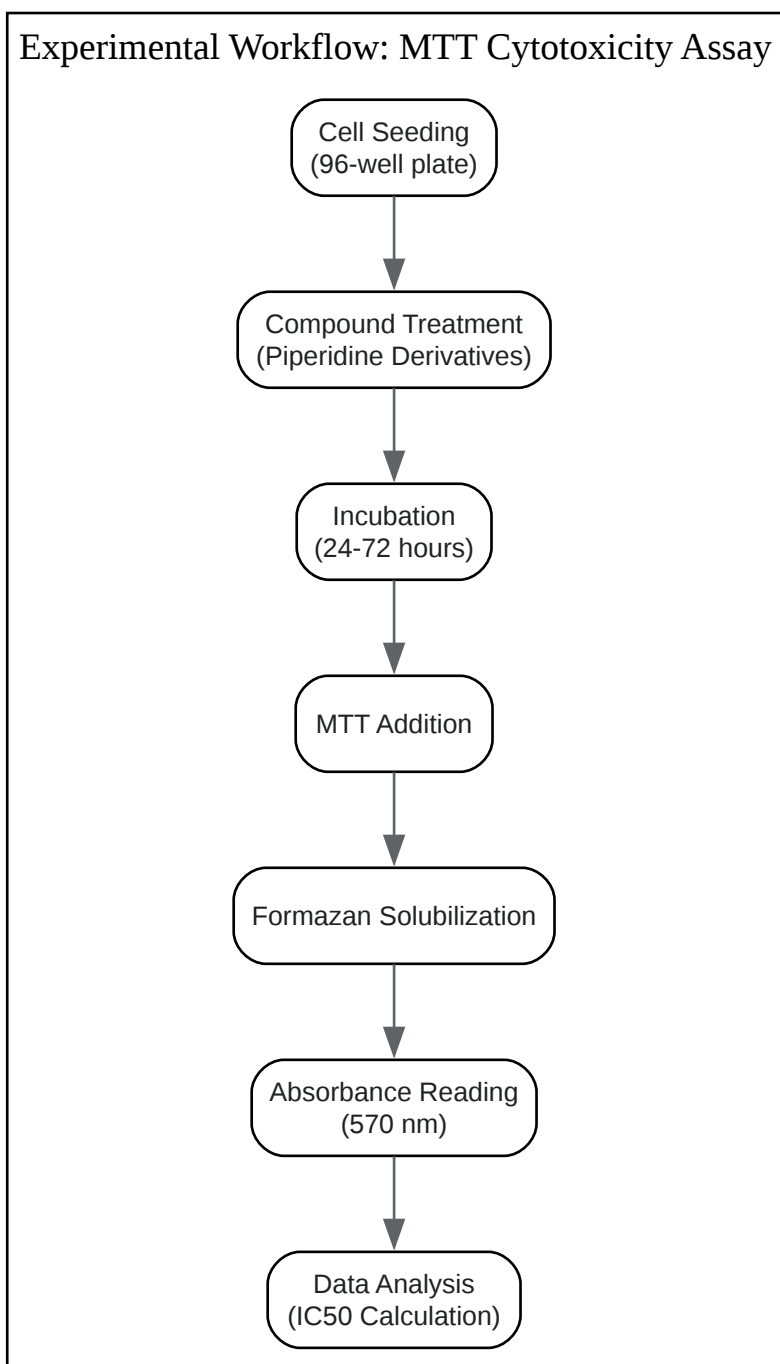 Experimental Workflow: MTT Cytotoxicity Assay
Cell Seeding
(96-well plate)
Compound Treatment
(Piperidine Derivatives)
Incubation
(24-72 hours)
MTT Addition
Formazan Solubilization
Absorbance Reading
(570 nm)
Data Analysis
(IC50 Calculation)